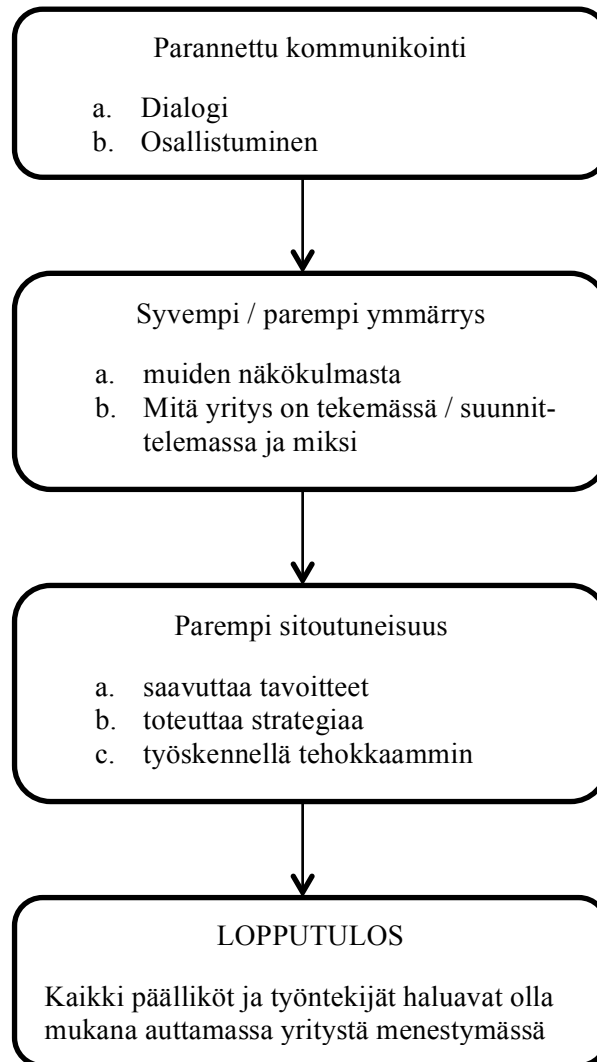 Parannettu kommunikointi
a. Dialogi
b. Osallistuminen
Syvempi / parempi ymmärrys
a. muiden näkökulmasta
b. Mitä yritys on tekemässä / suunnit-
telemassa ja miksi
Parempi sitoutuneisuus
a. saavuttaa tavoitteet
b. toteuttaa strategiaa
c. työskennellä tehokkaammin
LOPPUTULOS
Kaikki päälliköt ja työntekijät haluavat olla
mukana auttamassa yritystä menestymässä